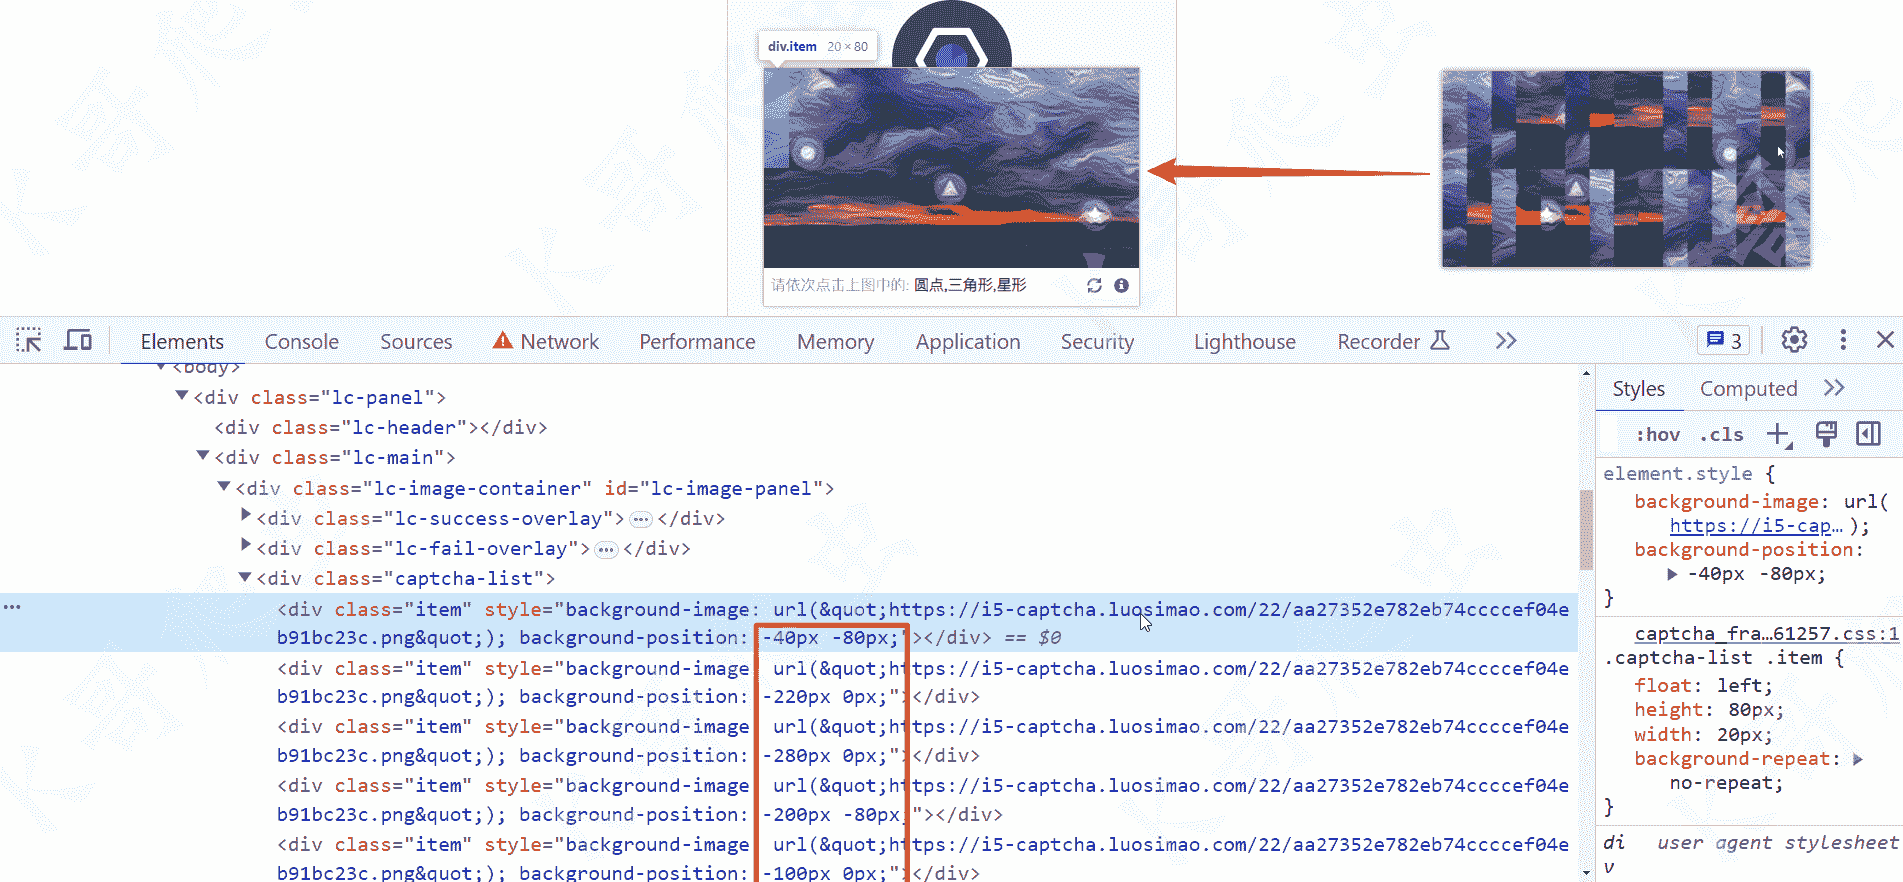 div.item 20 × 80
请依次点击上图中的: 圆点,三角形,星形
Elements Console Sources Network Performance Memory Application Security Lighthouse Recorder 3
<body>
<div class="lc-panel">
<div class="lc-header"></div>
<div class="lc-main">
<div class="lc-image-container" id="lc-image-panel">
<div class="lc-success-overlay">…</div>
<div class="lc-fail-overlay">…</div>
<div class="captcha-list">
<div class="item" style="background-image: url(&quot;https://i5-captcha.luosimao.com/22/aa27352e782eb74ccccef04e
b91bc23c.png&quot;); background-position: -40px -80px;"></div> == $0
<div class="item" style="background-image url(&quot;https://i5-captcha.luosimao.com/22/aa27352e782eb74ccccef04e
b91bc23c.png&quot;); background-position: -220px 0px;"></div>
<div class="item" style="background-image url(&quot;https://i5-captcha.luosimao.com/22/aa27352e782eb74ccccef04e
b91bc23c.png&quot;); background-position: -280px 0px;"></div>
<div class="item" style="background-image url(&quot;https://i5-captcha.luosimao.com/22/aa27352e782eb74ccccef04e
b91bc23c.png&quot;); background-position: -200px -80px;"></div>
<div class="item" style="background-image url(&quot;https://i5-captcha.luosimao.com/22/aa27352e782eb74ccccef04e
b91bc23c.png&quot;); background-position: -100px 0px;"></div>
Styles Computed
:hov .cls
element.style {
background-image: url(
https://i5-cap… );
background-position:
-40px -80px;
}
captcha_fra…61257.css:1
.captcha-list .item {
float: left;
height: 80px;
width: 20px;
background-repeat:
no-repeat;
}
di user agent stylesheet
v
K哥爬虫